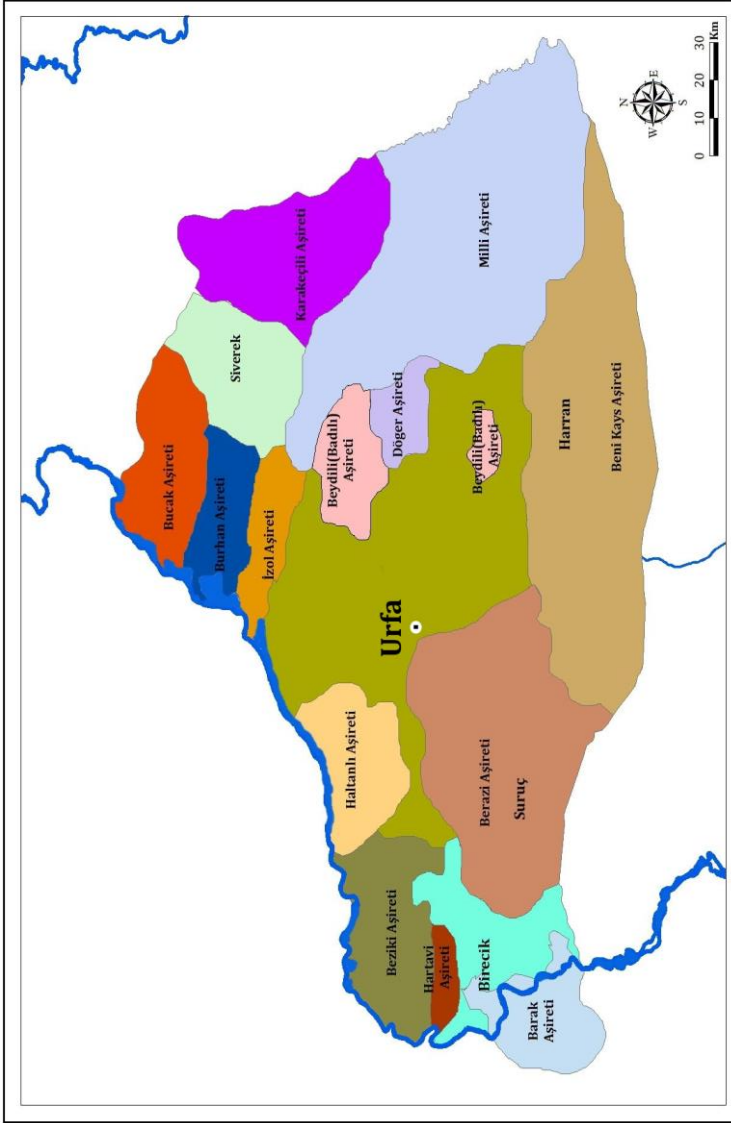 Bucak Aşireti
Burhan Aşireti
İzol Aşireti
Siverek
Karakeçili Aşireti
Milli Aşireti
Beydili(Badılı)
Aşireti
Döger Aşireti
Beydili(Badılı)
Aşireti
Urfa
Haltanlı Aşireti
Beziki Aşireti
Hartavi
Aşireti
Birecik
Barak
Aşireti
Berazi Aşireti
Suruç
Harran
Beni Kays Aşireti
N
W
E
S
0 10 20 30
Km